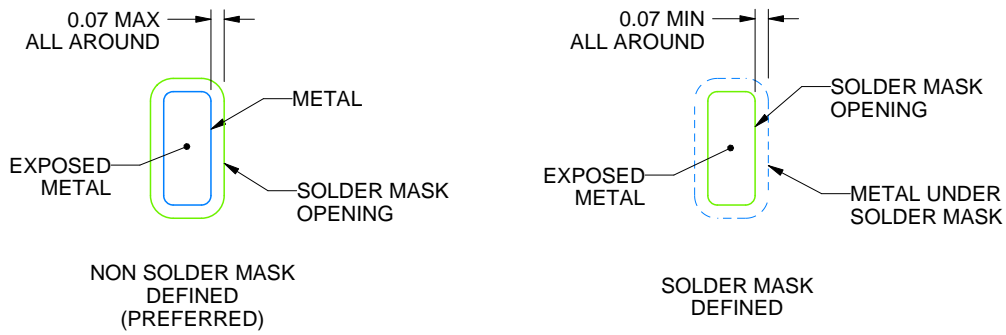 0.07 MAX
ALL AROUND
METAL
EXPOSED
METAL
SOLDER MASK
OPENING
NON SOLDER MASK
DEFINED
(PREFERRED)
0.07 MIN
ALL AROUND
SOLDER MASK
OPENING
EXPOSED
METAL
METAL UNDER
SOLDER MASK
SOLDER MASK
DEFINED